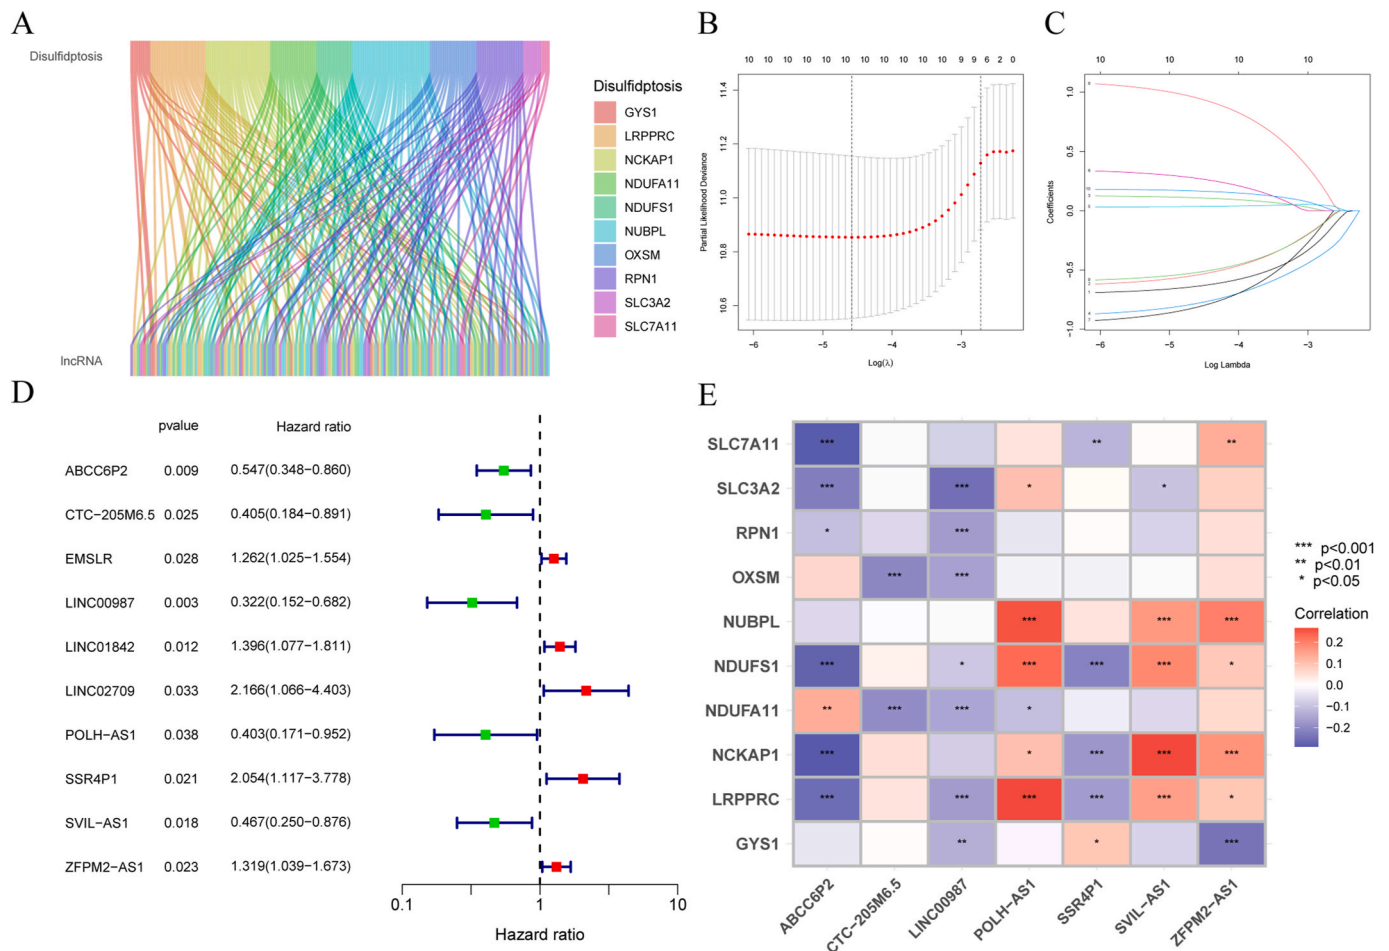 A
Disulfidptosis
lncRNA
Disulfidptosis
GYS1
LRPPRC
NCKAP1
NDUFA11
NDUFS1
NUBPL
OXSM
RPN1
SLC3A2
SLC7A11
B
10 10 10 10 10 10 10 10 10 10 10 9 9 6 2 0
Partial Likelihood Deviance
11.4
11.2
11.0
10.8
10.6
−6 −5 −4 −3
Log(λ)
C
10 10 10
Coefficients
1.0
0.5
0.0
−0.5
−1.0
−6 −5 −4 −3
Log Lambda
D
pvalue Hazard ratio
ABCC6P2 0.009 0.547(0.348−0.860)
CTC−205M6.5 0.025 0.405(0.184−0.891)
EMSLR 0.028 1.262(1.025−1.554)
LINC00987 0.003 0.322(0.152−0.682)
LINC01842 0.012 1.396(1.077−1.811)
LINC02709 0.033 2.166(1.066−4.403)
POLH−AS1 0.038 0.403(0.171−0.952)
SSR4P1 0.021 2.054(1.117−3.778)
SVIL−AS1 0.018 0.467(0.250−0.876)
ZFPM2−AS1 0.023 1.319(1.039−1.673)
0.1 1 10
Hazard ratio
E
SLC7A11 *** ** **
SLC3A2 *** *** * *
RPN1 * ***
OXSM *** ***
NUBPL *** *** ***
NDUFS1 *** * *** *** *** *
NDUFA11 ** *** *** *
NCKAP1 *** * *** *** ***
LRPPRC *** *** *** *** *** *
GYS1 ** * ***
ABCC6P2
CTC−205M6.5
LINC00987
POLH−AS1
SSR4P1
SVIL−AS1
ZFPM2−AS1
*** p<0.001
** p<0.01
* p<0.05
Correlation
0.2
0.1
0.0
−0.1
−0.2